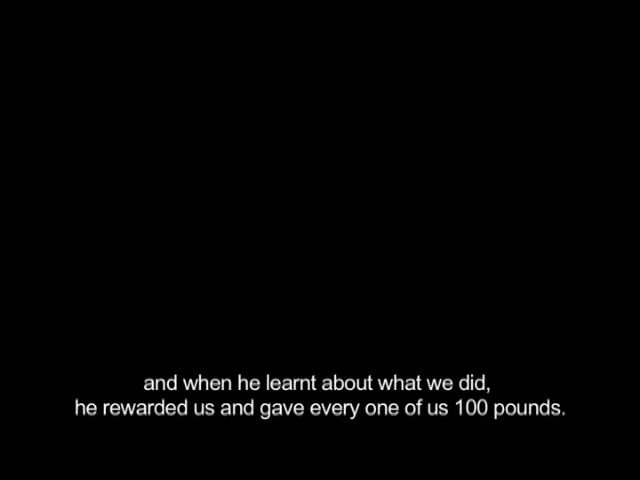 and when he learnt about what we did,
he rewarded us and gave every one of us 100 pounds.